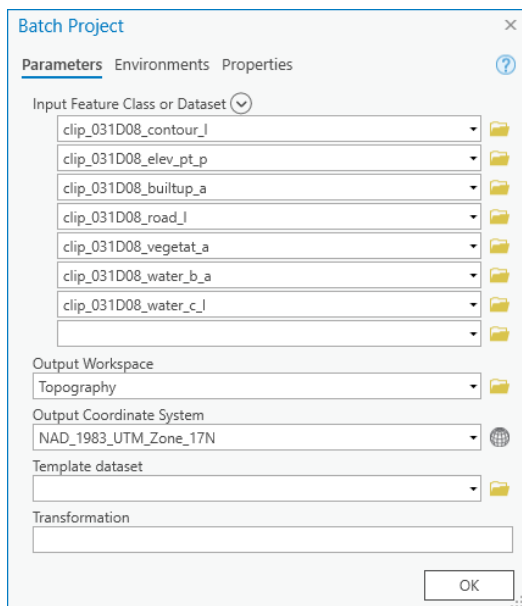 Batch Project
Parameters Environments Properties
Input Feature Class or Dataset
clip_031D08_contour_l
clip_031D08_elev_pt_p
clip_031D08_builtup_a
clip_031D08_road_l
clip_031D08_vegetat_a
clip_031D08_water_b_a
clip_031D08_water_c_l
Output Workspace
Topography
Output Coordinate System
NAD_1983_UTM_Zone_17N
Template dataset
Transformation
OK